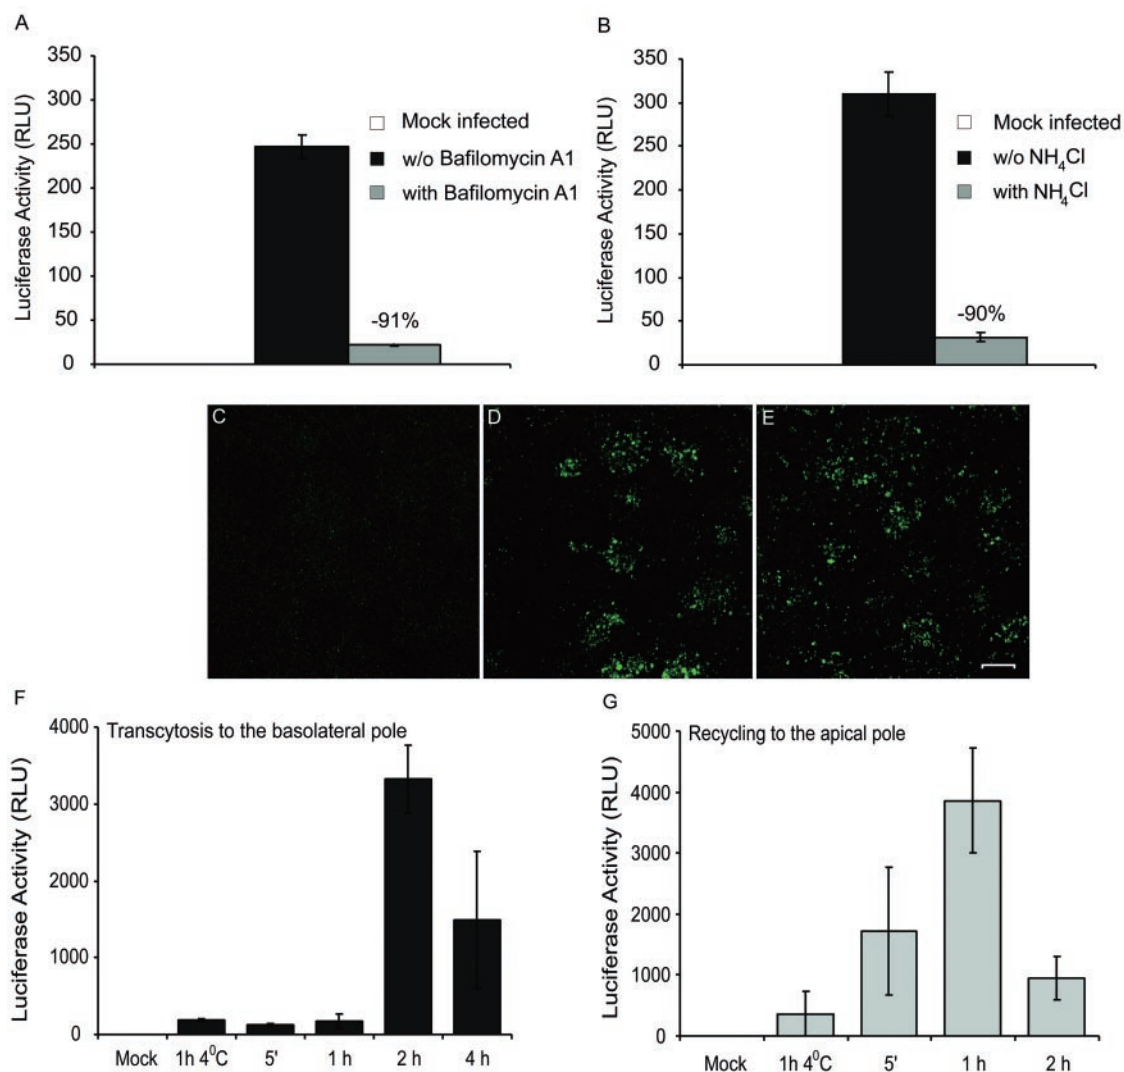 A
350
300
250
200
150
100
50
0
Luciferase Activity (RLU)
Mock infected
w/o Bafilomycin A1
with Bafilomycin A1
-91%
B
350
300
250
200
150
100
50
0
Luciferase Activity (RLU)
Mock infected
w/o NH₄Cl
with NH₄Cl
-90%
C
D
E
F
Transcytosis to the basolateral pole
4000
3000
2000
1000
0
Luciferase Activity (RLU)
Mock 1h 4⁰C 5' 1 h 2 h 4 h
G
Recycling to the apical pole
5000
4000
3000
2000
1000
0
Luciferase Activity (RLU)
Mock 1h 4⁰C 5' 1 h 2 h